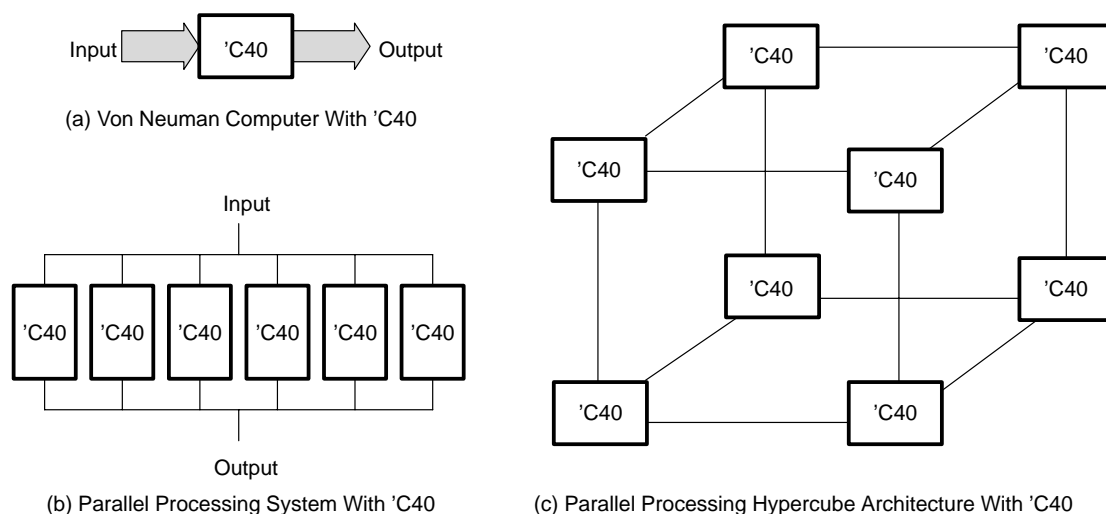 Input
’C40
Output
(a) Von Neuman Computer With ’C40
Input
’C40
’C40
’C40
’C40
’C40
’C40
Output
(b) Parallel Processing System With ’C40
’C40
’C40
’C40
’C40
’C40
’C40
’C40
’C40
(c) Parallel Processing Hypercube Architecture With ’C40